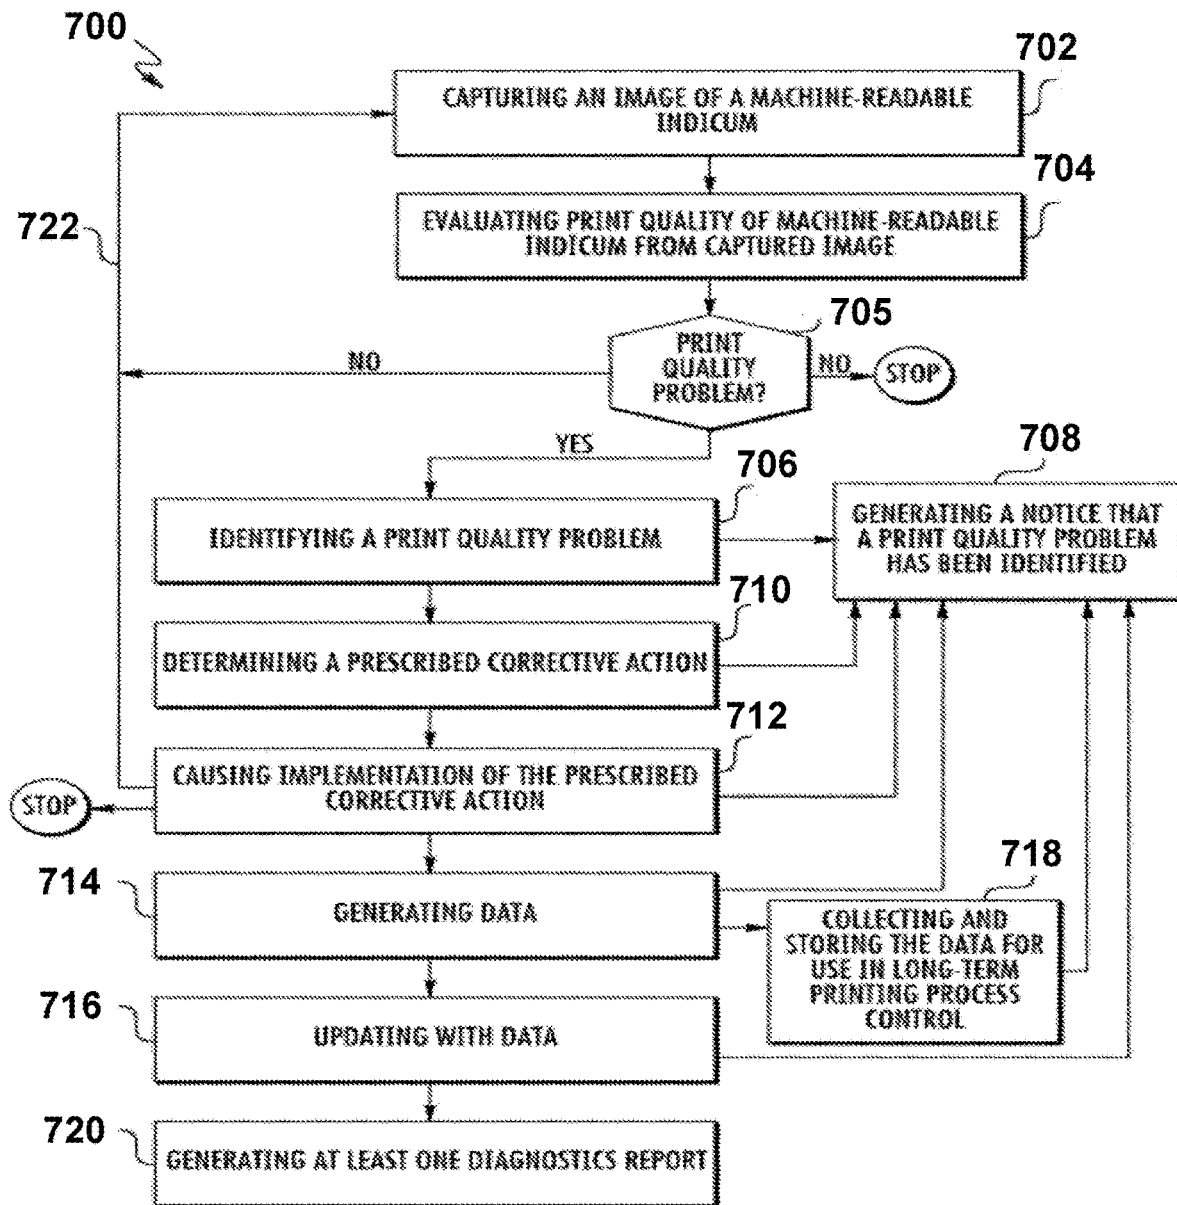 700
702
CAPTURING AN IMAGE OF A MACHINE-READABLE
INDICUM
704
EVALUATING PRINT QUALITY OF MACHINE-READABLE
INDICUM FROM CAPTURED IMAGE
722
705
PRINT
QUALITY
PROBLEM?
NO
NO
STOP
YES
706
IDENTIFYING A PRINT QUALITY PROBLEM
708
GENERATING A NOTICE THAT
A PRINT QUALITY PROBLEM
HAS BEEN IDENTIFIED
710
DETERMINING A PRESCRIBED CORRECTIVE ACTION
712
CAUSING IMPLEMENTATION OF THE PRESCRIBED
CORRECTIVE ACTION
STOP
714
GENERATING DATA
718
COLLECTING AND
STORING THE DATA FOR
USE IN LONG-TERM
PRINTING PROCESS
CONTROL
716
UPDATING WITH DATA
720
GENERATING AT LEAST ONE DIAGNOSTICS REPORT